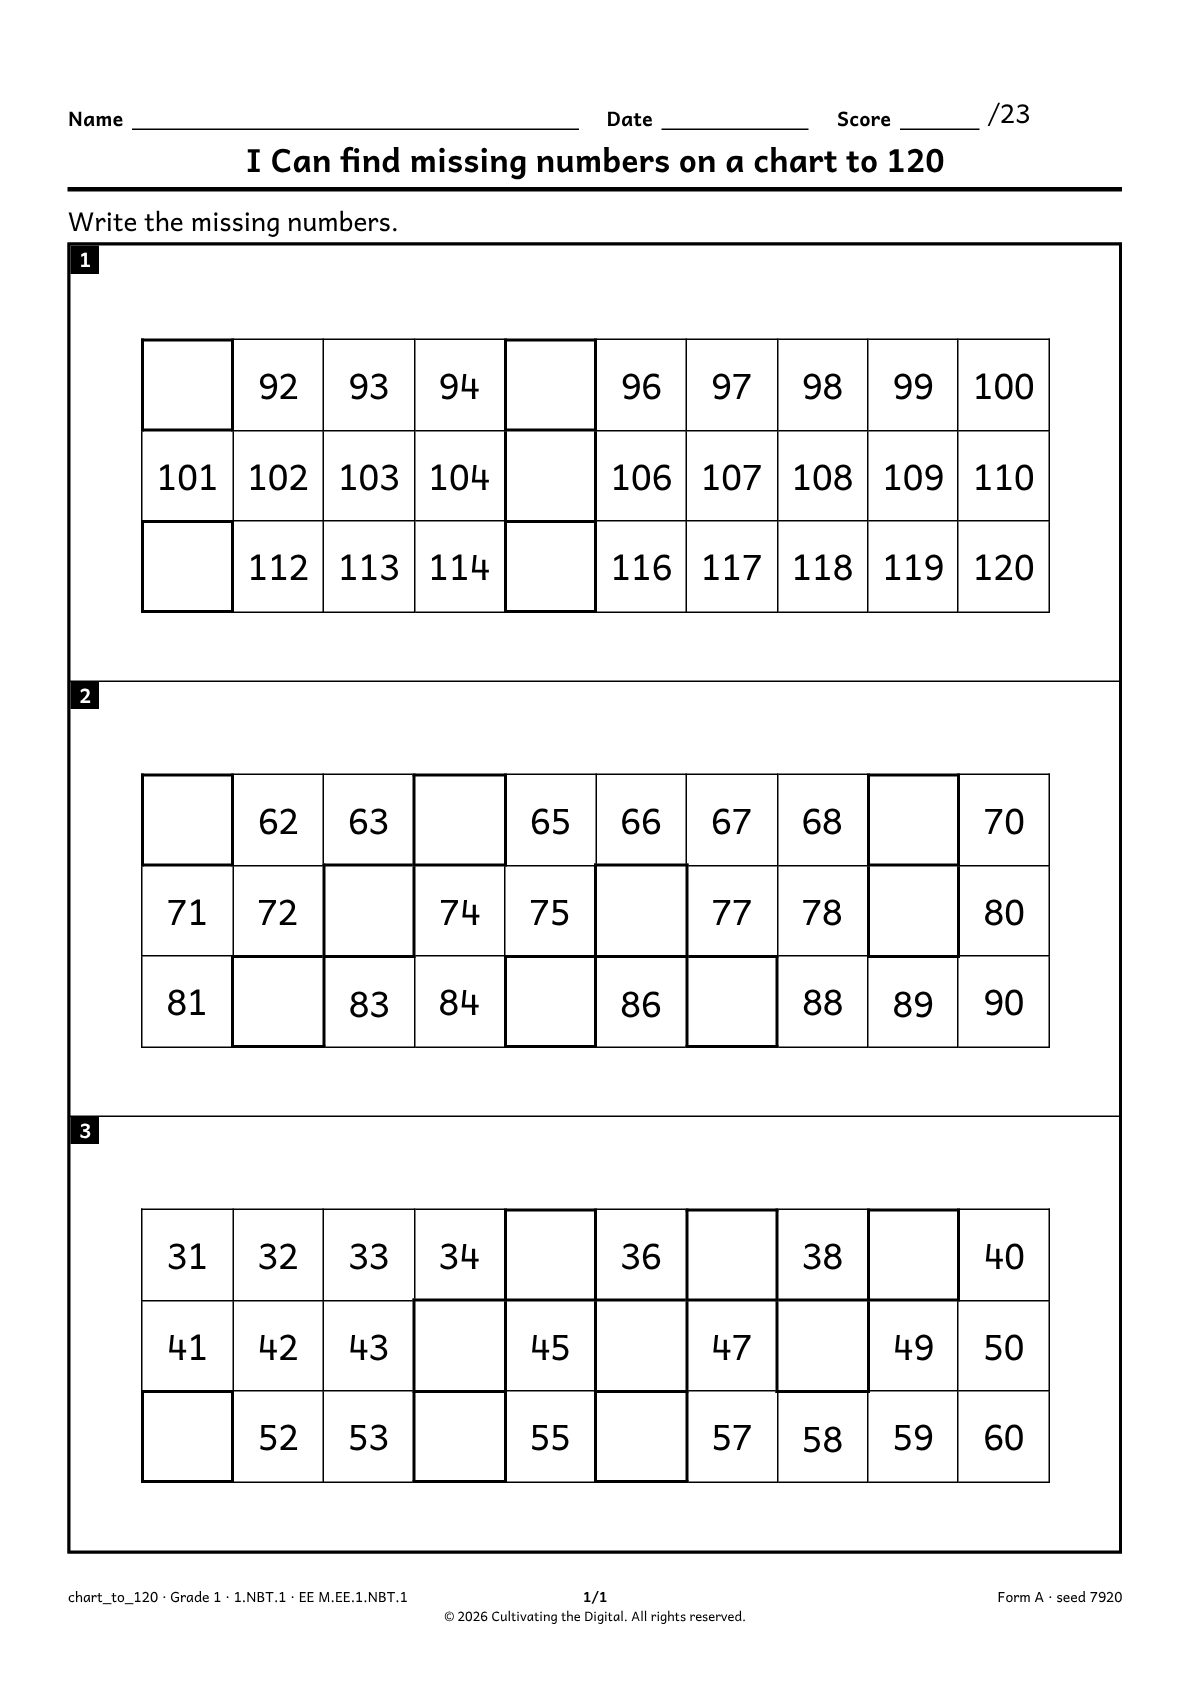 Name Date Score /23
I Can find missing numbers on a chart to 120
Write the missing numbers.
1
92 93 94 96 97 98 99 100
101 102 103 104 106 107 108 109 110
112 113 114 116 117 118 119 120
2
62 63 65 66 67 68 70
71 72 74 75 77 78 80
81 83 84 86 88 89 90
3
31 32 33 34 36 38 40
41 42 43 45 47 49 50
52 53 55 57 58 59 60
chart_to_120 · Grade 1 · 1.NBT.1 · EE M.EE.1.NBT.1 1/1 Form A · seed 7920
© 2026 Cultivating the Digital. All rights reserved.